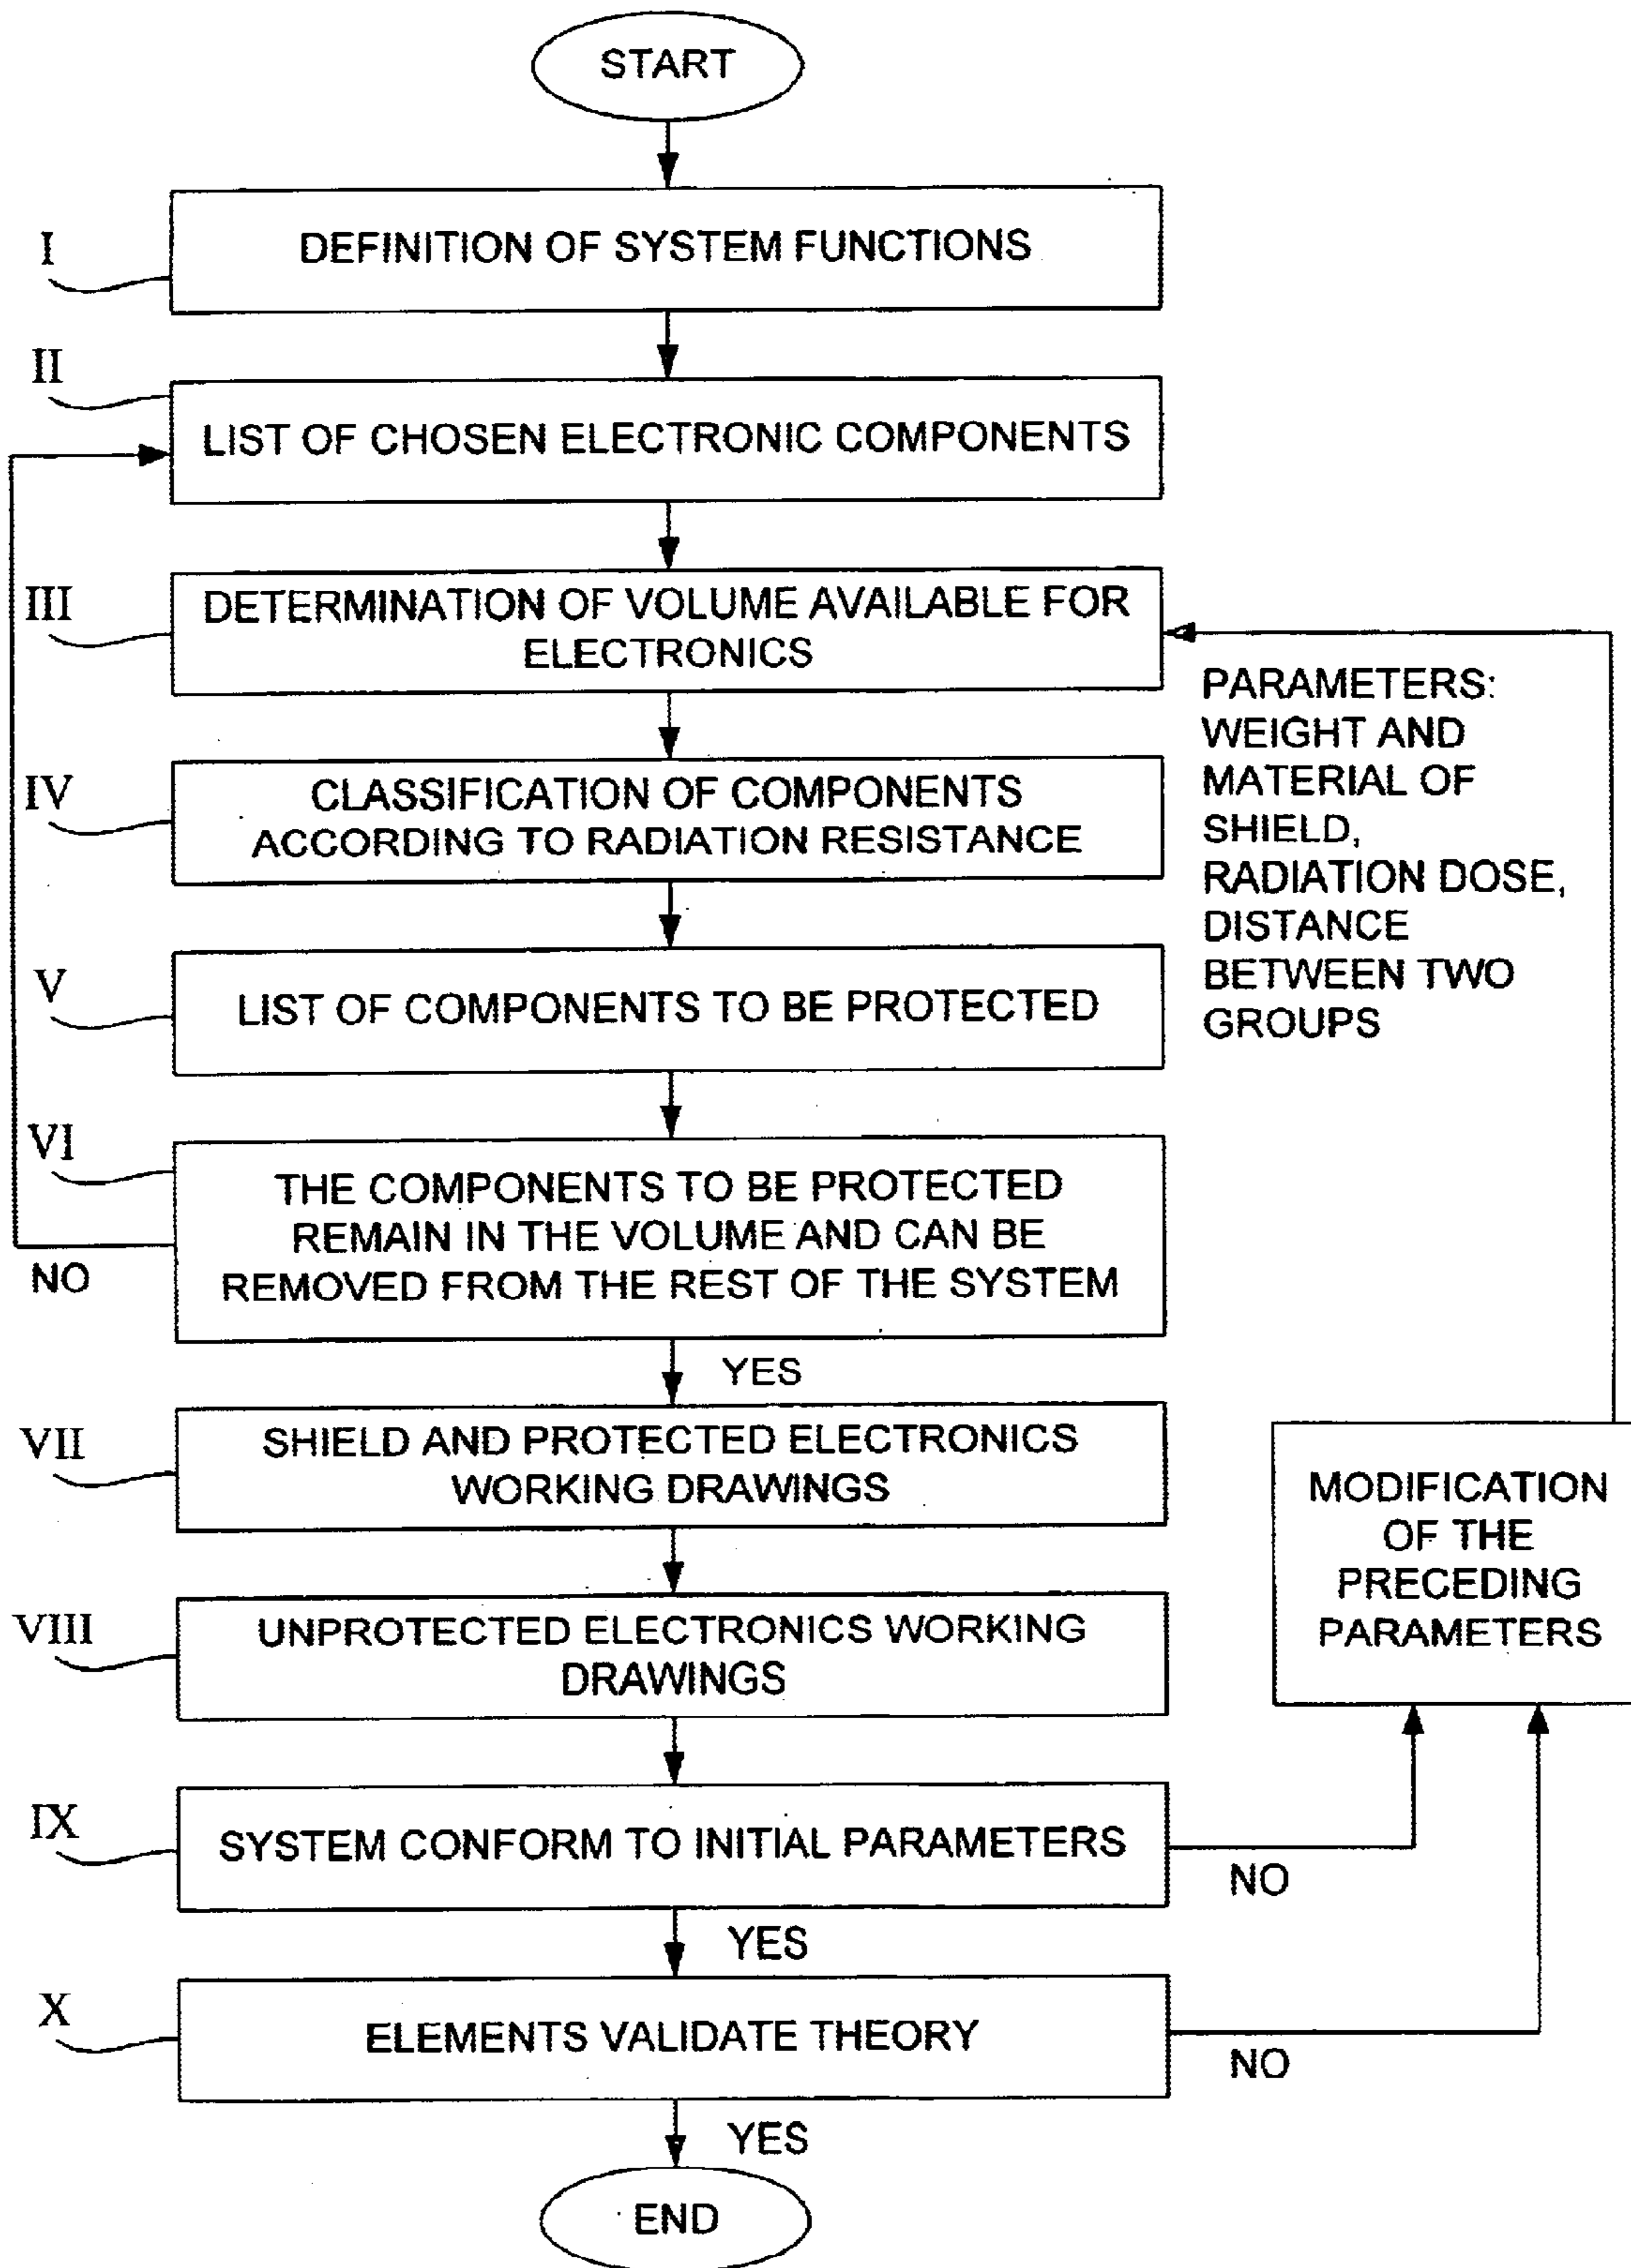 START
I
DEFINITION OF SYSTEM FUNCTIONS
II
LIST OF CHOSEN ELECTRONIC COMPONENTS
III
DETERMINATION OF VOLUME AVAILABLE FOR
ELECTRONICS
PARAMETERS:
WEIGHT AND
MATERIAL OF
SHIELD,
RADIATION DOSE,
DISTANCE
BETWEEN TWO
GROUPS
IV
CLASSIFICATION OF COMPONENTS
ACCORDING TO RADIATION RESISTANCE
V
LIST OF COMPONENTS TO BE PROTECTED
VI
THE COMPONENTS TO BE PROTECTED
REMAIN IN THE VOLUME AND CAN BE
REMOVED FROM THE REST OF THE SYSTEM
NO
YES
VII
SHIELD AND PROTECTED ELECTRONICS
WORKING DRAWINGS
MODIFICATION
OF THE
PRECEDING
PARAMETERS
VIII
UNPROTECTED ELECTRONICS WORKING
DRAWINGS
IX
SYSTEM CONFORM TO INITIAL PARAMETERS
NO
YES
X
ELEMENTS VALIDATE THEORY
NO
YES
END